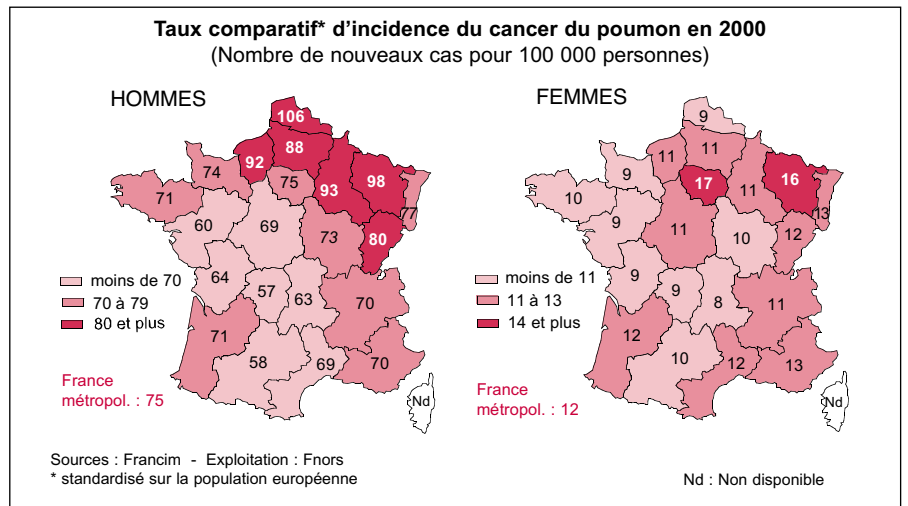 Taux comparatif* d'incidence du cancer du poumon en 2000
(Nombre de nouveaux cas pour 100 000 personnes)
HOMMES
106
88
92
74
75
93
98
77
71
60
69
73
80
64
57
63
70
71
58
69
70
Nd
moins de 70
70 à 79
80 et plus
France
métropol. : 75
FEMMES
9
11
11
9
17
11
16
13
10
9
11
10
12
9
9
8
11
12
10
12
13
Nd
moins de 11
11 à 13
14 et plus
France
métropol. : 12
Sources : Francim - Exploitation : Fnors
* standardisé sur la population européenne
Nd : Non disponible